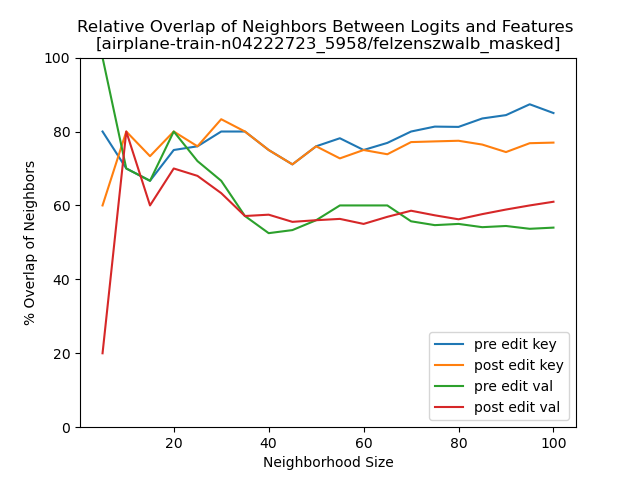 Relative Overlap of Neighbors Between Logits and Features
[airplane-train-n04222723_5958/felzenszwalb_masked]
% Overlap of Neighbors
100
80
60
40
20
0
20 40 60 80 100
Neighborhood Size
pre edit key
post edit key
pre edit val
post edit val